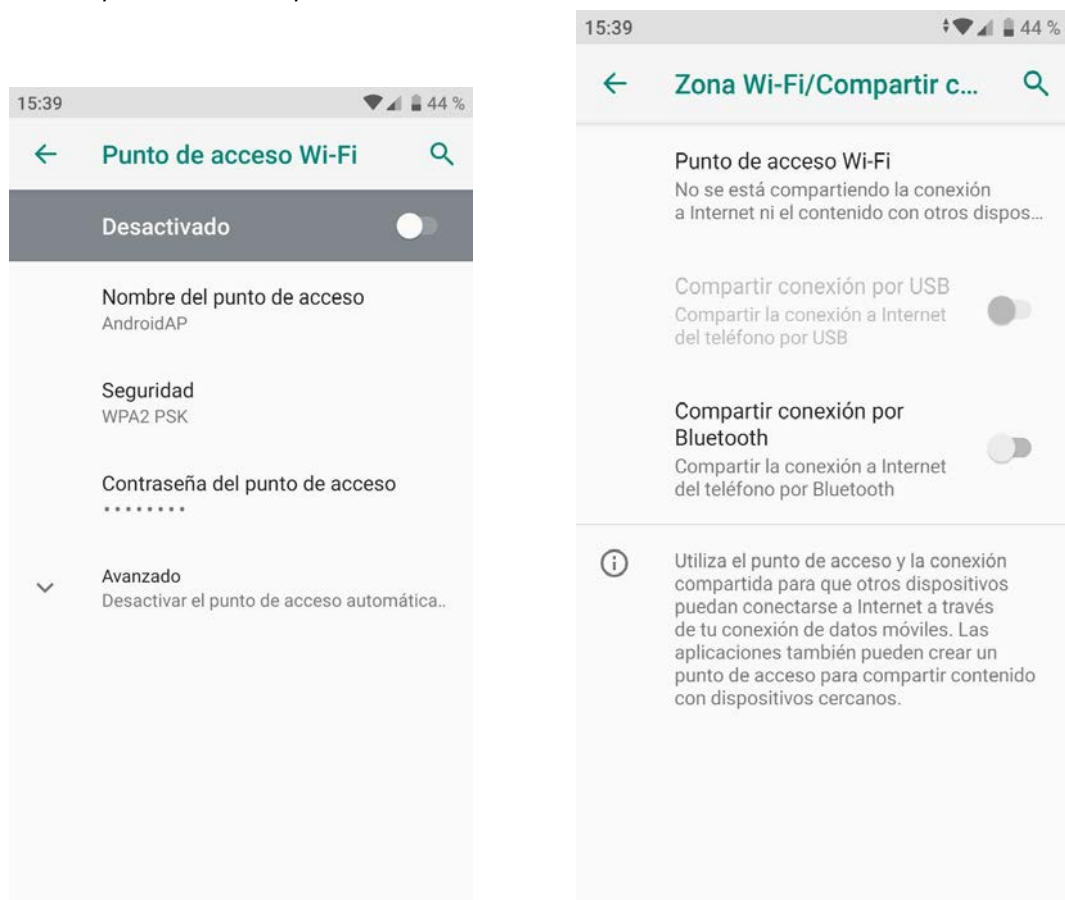 15:39
44 %
Punto de acceso Wi-Fi
Desactivado
Nombre del punto de acceso
AndroidAP
Seguridad
WPA2 PSK
Contraseña del punto de acceso
••••••••
Avanzado
Desactivar el punto de acceso automática..
15:39
44 %
Zona Wi-Fi/Compartir c...
Punto de acceso Wi-Fi
No se está compartiendo la conexión
a Internet ni el contenido con otros dispos...
Compartir conexión por USB
Compartir la conexión a Internet
del teléfono por USB
Compartir conexión por
Bluetooth
Compartir la conexión a Internet
del teléfono por Bluetooth
Utiliza el punto de acceso y la conexión
compartida para que otros dispositivos
puedan conectarse a Internet a través
de tu conexión de datos móviles. Las
aplicaciones también pueden crear un
punto de acceso para compartir contenido
con dispositivos cercanos.